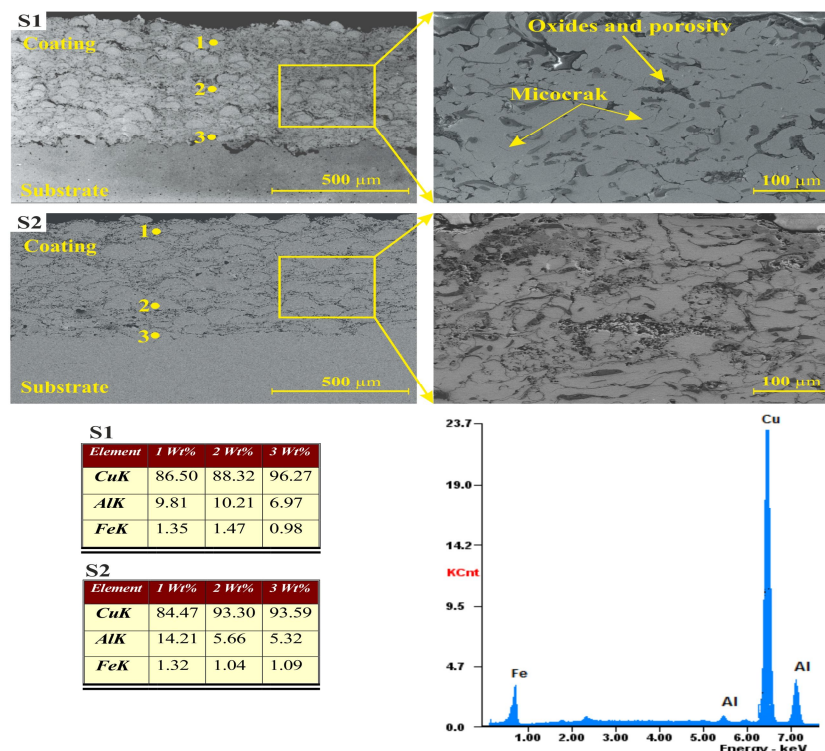 S1
Coating
1
2
3
Substrate
500 μm
Oxides and porosity
Micocrak
100 μm
S2
Coating
1
2
3
Substrate
500 μm
100 μm
S1
Element 1 Wt% 2 Wt% 3 Wt%
CuK 86.50 88.32 96.27
AlK 9.81 10.21 6.97
FeK 1.35 1.47 0.98
S2
Element 1 Wt% 2 Wt% 3 Wt%
CuK 84.47 93.30 93.59
AlK 14.21 5.66 5.32
FeK 1.32 1.04 1.09
Cu
23.7
19.0
14.2
KCnt
9.5
4.7
0.0
Fe
Al
Al
1.00 2.00 3.00 4.00 5.00 6.00 7.00
Energy - keV